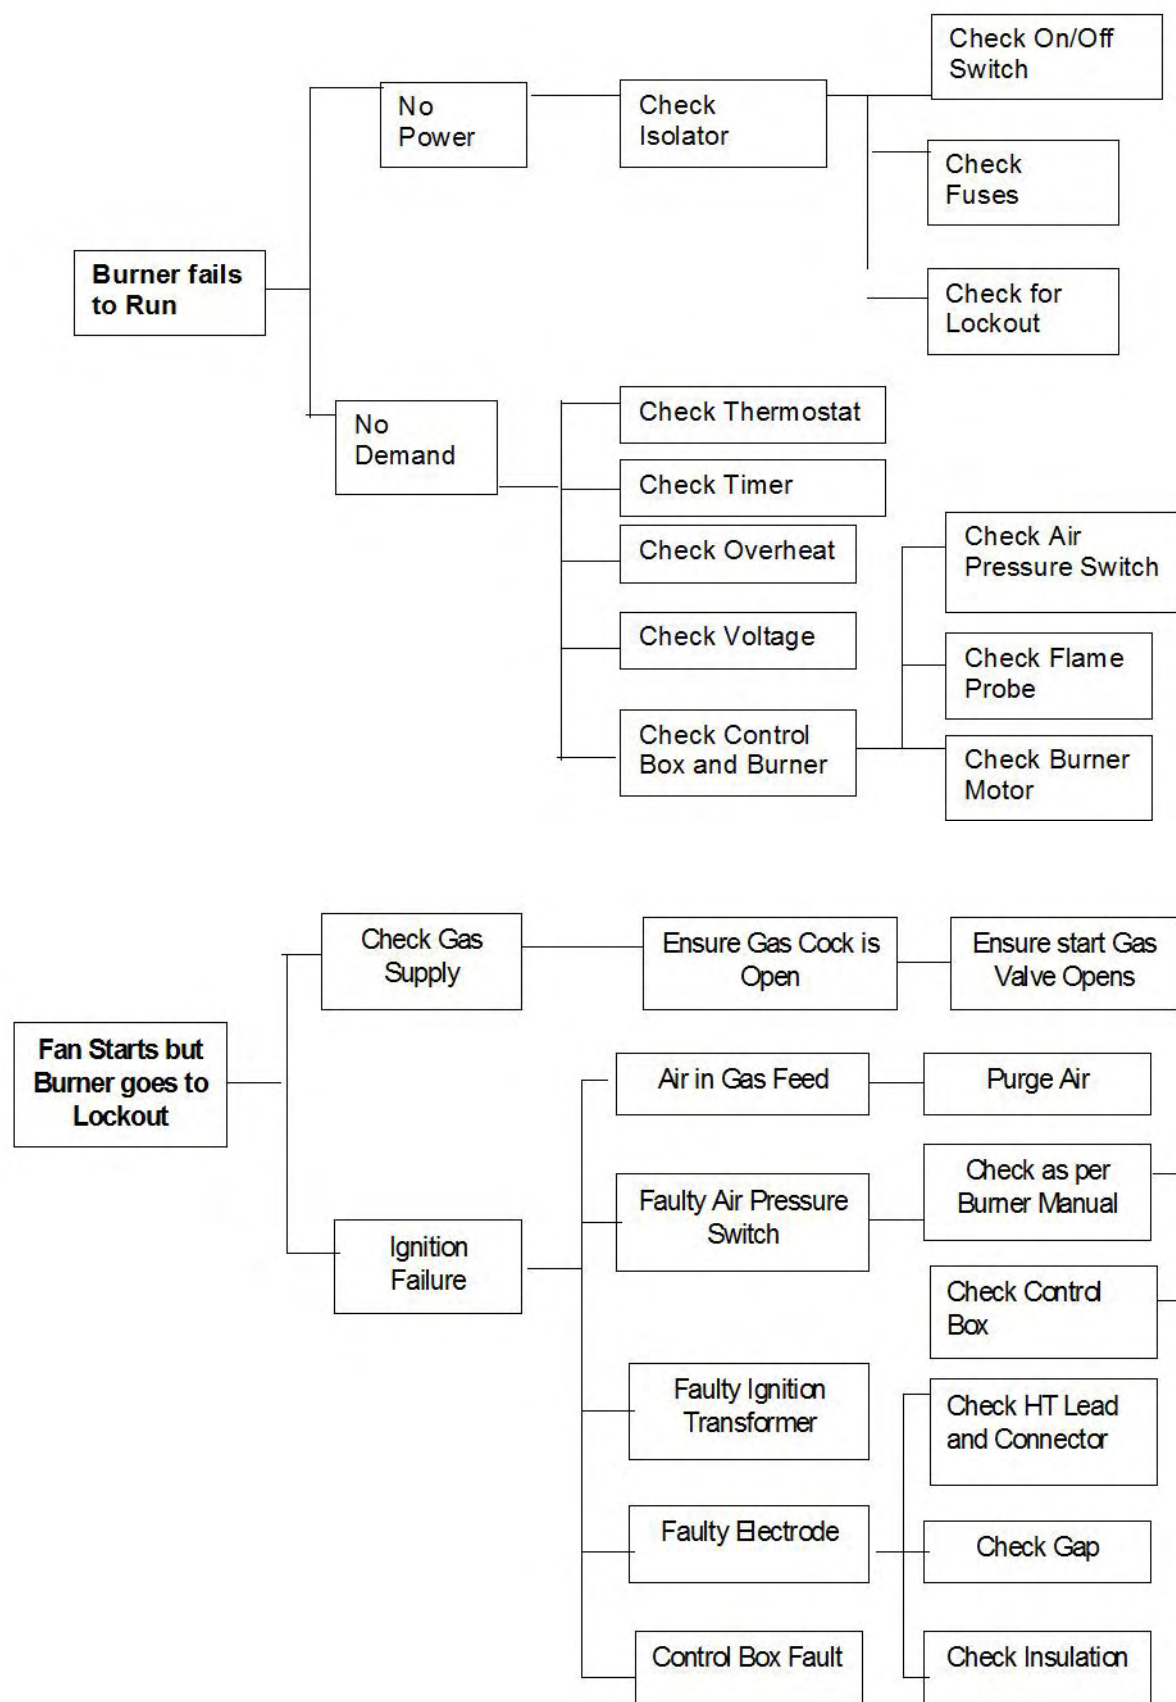 Check On/Off
Switch
No
Power
Check
Isolator
Check
Fuses
Burner fails
to Run
Check for
Lockout
No
Demand
Check Thermostat
Check Timer
Check Overheat
Check Air
Pressure Switch
Check Voltage
Check Flame
Probe
Check Control
Box and Burner
Check Burner
Motor
Check Gas
Supply
Ensure Gas Cock is
Open
Ensure start Gas
Valve Opens
Fan Starts but
Burner goes to
Lockout
Air in Gas Feed
Purge Air
Ignition
Failure
Faulty Air Pressure
Switch
Check as per
Burner Manual
Check Control
Box
Faulty Ignition
Transformer
Check HT Lead
and Connector
Faulty Electrode
Check Gap
Control Box Fault
Check Insulation